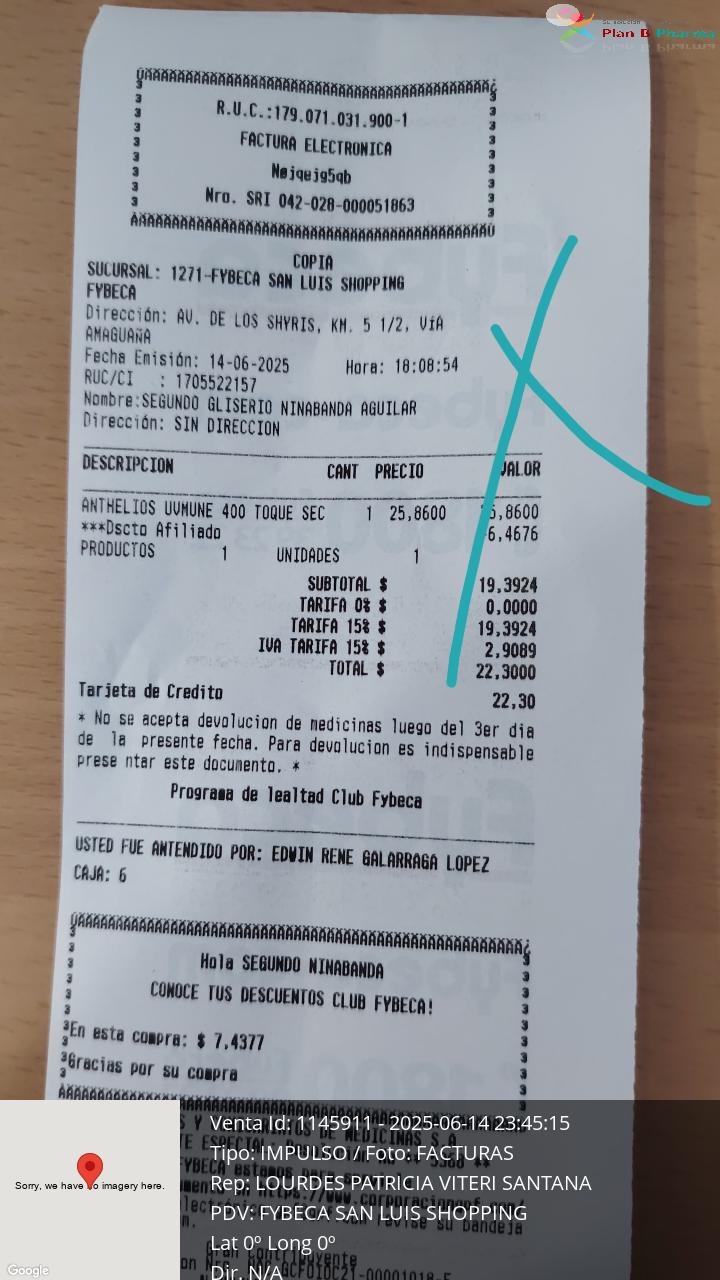 Plan B Pharma
R.U.C.:179.071.031.900-1
FACTURA ELECTRONICA
Nøjqejg5qb
Nro. SRI 042-028-000051863
COPIA
SUCURSAL: 1271-FYBECA SAN LUIS SHOPPING
FYBECA
Dirección: AV. DE LOS SHYRIS, KM. 5 1/2, VíA
AMAGUAñA
Fecha Emisión: 14-06-2025 Hora: 18:08:54
RUC/CI : 1705522157
Nombre:SEGUNDO GLISERIO NINABANDA AGUILAR
Dirección: SIN DIRECCION
DESCRIPCION CANT PRECIO VALOR
ANTHELIOS UVMUNE 400 TOQUE SEC 1 25,8600 5,8600
***Dscto Afiliado 6,4676
PRODUCTOS 1 UNIDADES 1
SUBTOTAL $ 19,3924
TARIFA 0% $ 0,0000
TARIFA 15% $ 19,3924
IVA TARIFA 15% $ 2,9089
TOTAL $ 22,3000
Tarjeta de Credito 22,30
* No se acepta devolucion de medicinas luego del 3er dia
de la presente fecha. Para devolucion es indispensable
prese ntar este documento. *
Programa de lealtad Club Fybeca
USTED FUE ANTENDIDO POR: EDWIN RENE GALARRAGA LOPEZ
CAJA: 6
Hola SEGUNDO NINABANDA
CONOCE TUS DESCUENTOS CLUB FYBECA!
En esta compra: $ 7,4377
Gracias por su compra
Venta Id: 1145911 - 2025-06-14 23:45:15
Tipo: IMPULSO // Foto: FACTURAS
Rep: LOURDES PATRICIA VITERI SANTANA
PDV: FYBECA SAN LUIS SHOPPING
Lat 0º Long 0º
Dir. N/A
Sorry, we have no imagery here.
Google